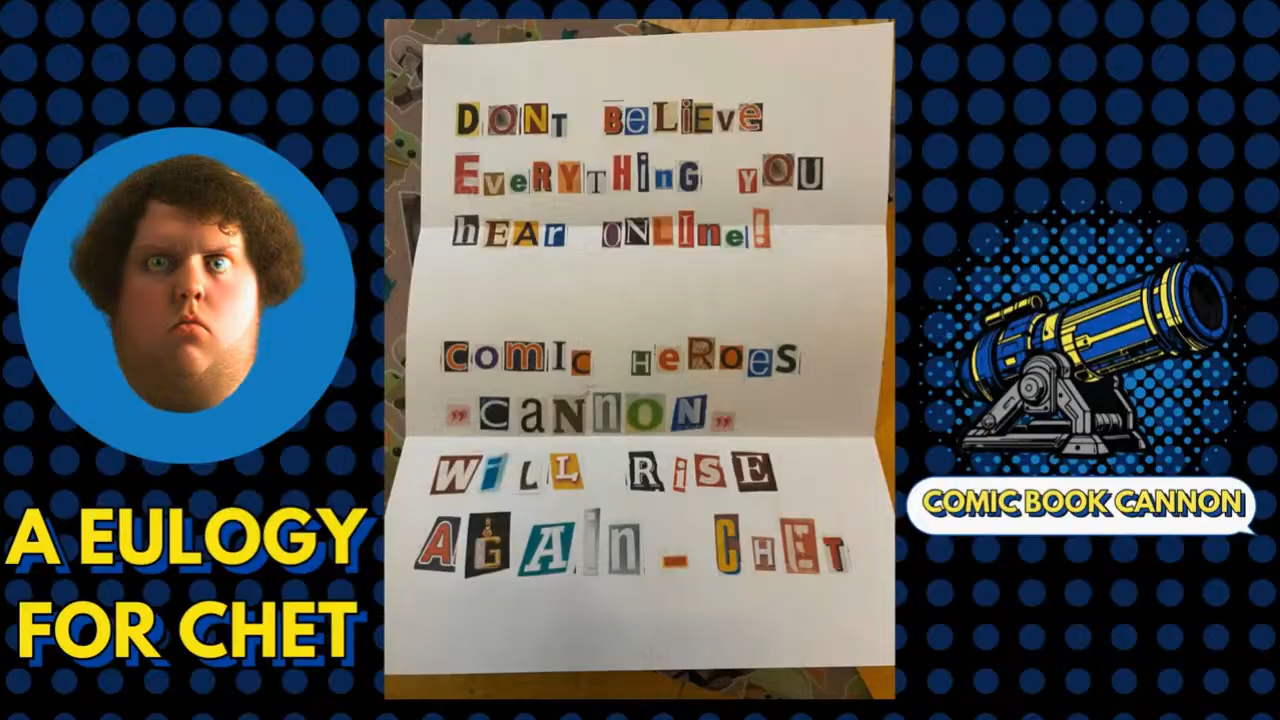 DONT BELiEve
EveRYTHinG YOU
hEAr ONLIne!
comic HeROES
"CaNNON"
WiLL RiSE
AGAin - CHET
A EULOGY
FOR CHET
COMIC BOOK CANNON